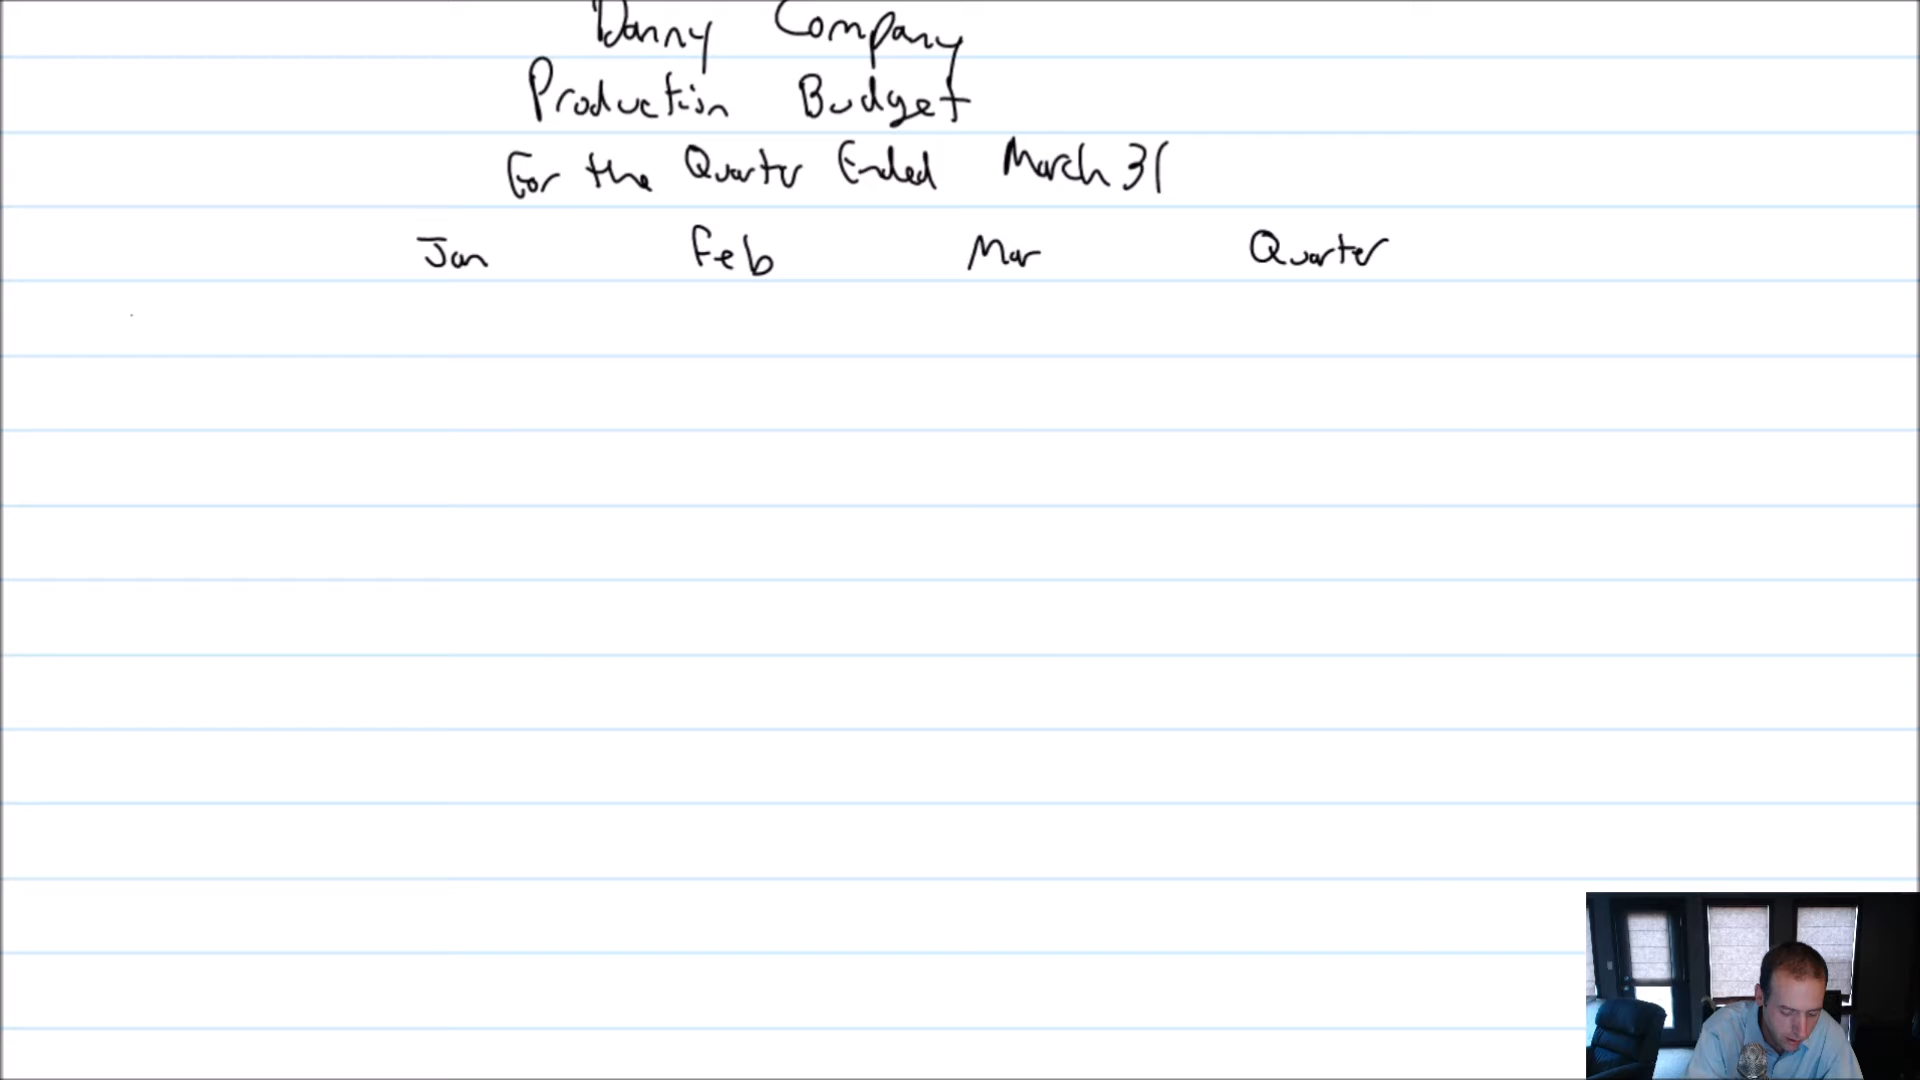 Danny Company
Production Budget
For the Quarter Ended March 31
Jan Feb Mar Quarter